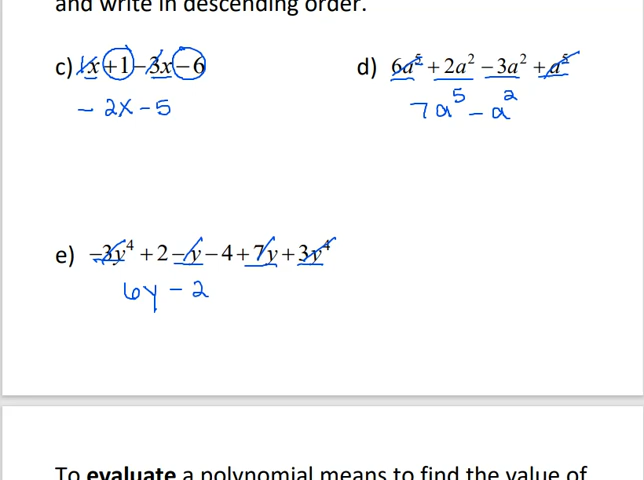 and write in descending order.
c) 1x + 1 − 3x − 6
− 2x − 5
d) 6a⁵ + 2a² − 3a² + a⁵
7a⁵ − a²
e) −3y⁴ + 2 − y − 4 + 7y + 3y⁴
6y − 2
To evaluate a polynomial means to find the value of